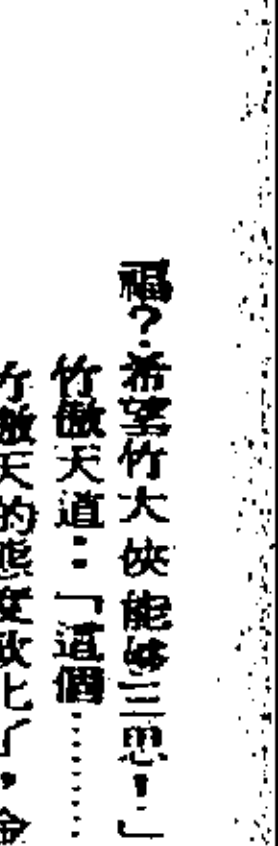 福？希望竹大俠能够三思！」
竹傲天道：「這個…………
竹傲天的態度軟化了，